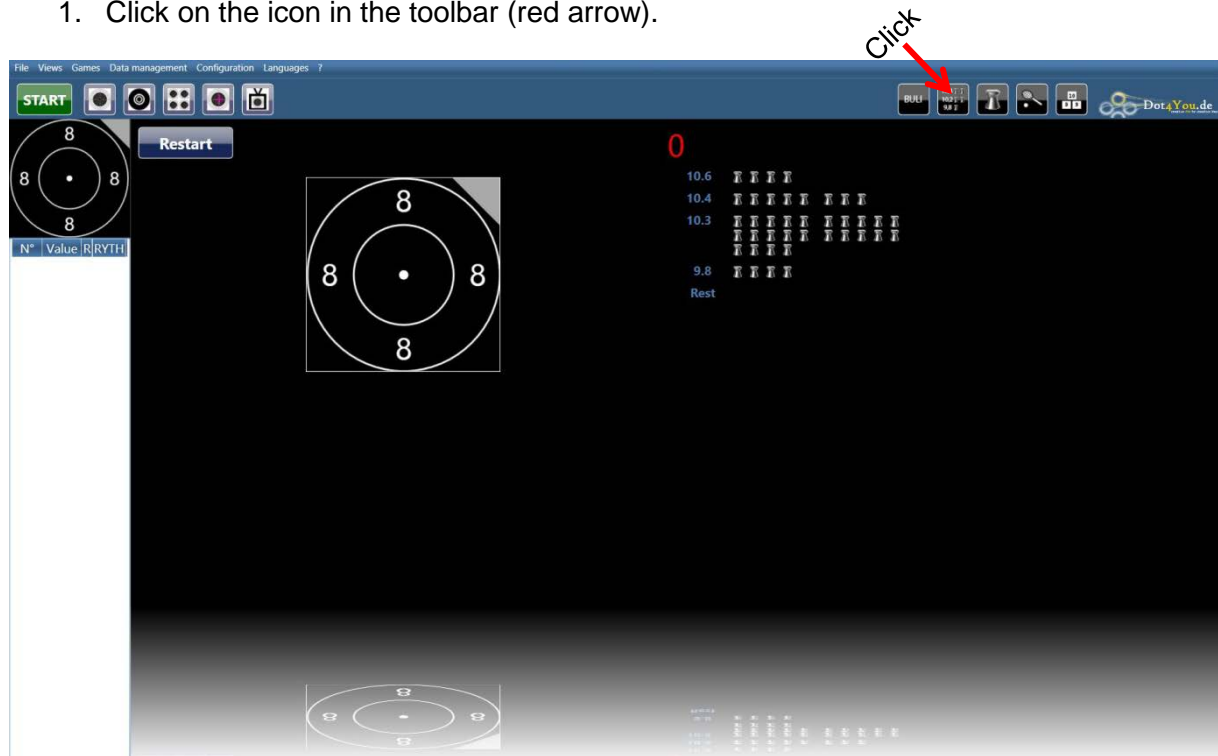 1. Click on the icon in the toolbar (red arrow).
Click
File Views Games Data management Configuration Languages ?
START
BULI
Dot4You.de
8
8 8
8
Restart
0
10.6
10.4
10.3
9.8
Rest
8
8 8
8
N° Value R RYTH